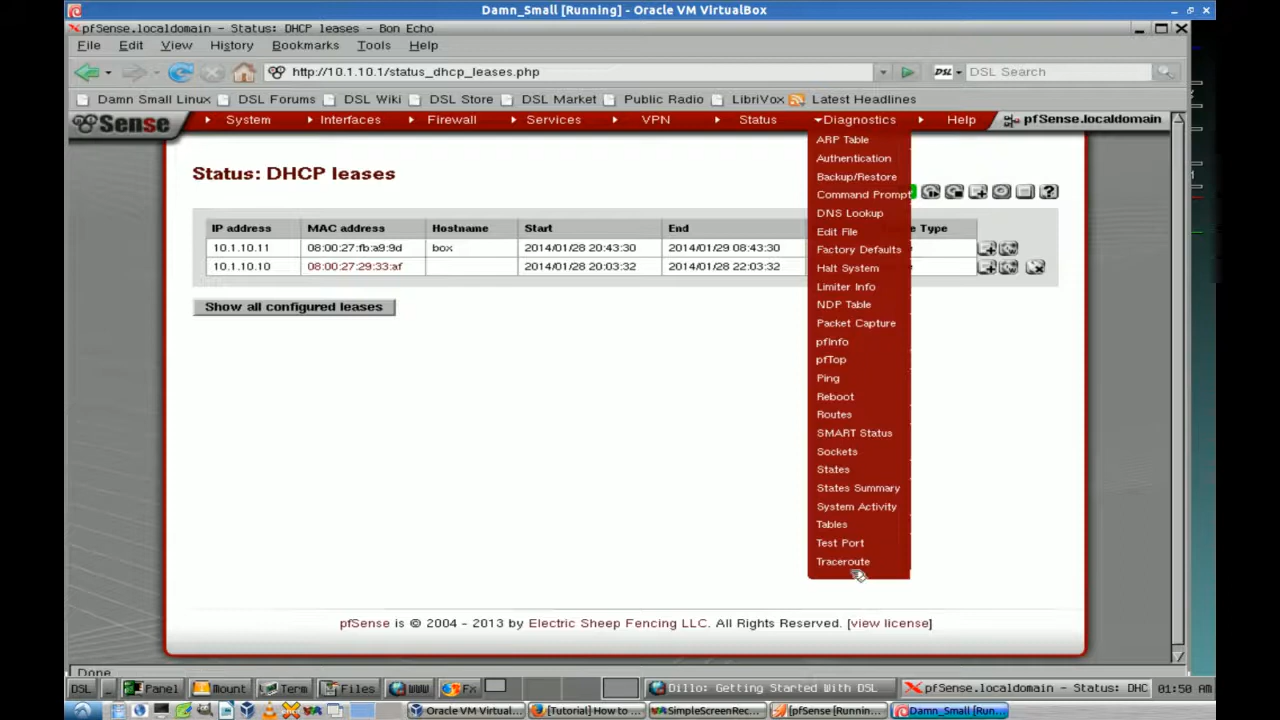 Damn_Small [Running] - Oracle VM VirtualBox
pfSense.localdomain - Status: DHCP leases - Bon Echo
File Edit View History Bookmarks Tools Help
http://10.1.10.1/status_dhcp_leases.php DSL DSL Search
Damn Small Linux DSL Forums DSL Wiki DSL Store DSL Market Public Radio LibriVox Latest Headlines
Sense System Interfaces Firewall Services VPN Status Diagnostics Help pfSense.localdomain
ARP Table
Authentication
Backup/Restore
Command Prompt
DNS Lookup
Edit File
Factory Defaults
Halt System
Limiter Info
NDP Table
Packet Capture
pfInfo
pfTop
Ping
Reboot
Routes
SMART Status
Sockets
States
States Summary
System Activity
Tables
Test Port
Traceroute
Status: DHCP leases
IP address MAC address Hostname Start End Type
10.1.10.11 08:00:27:fb:a9:9d box 2014/01/28 20:43:30 2014/01/29 08:43:30
10.1.10.10 08:00:27:29:33:af 2014/01/28 20:03:32 2014/01/28 22:03:32
Show all configured leases
pfSense is © 2004 - 2013 by Electric Sheep Fencing LLC. All Rights Reserved. [view license]
Done
DSL Panel Mount Term Files WWW Fx Dillo: Getting Started With DSL pfSense.localdomain - Status: DHC 01:50 AM
Oracle VM Virtual... [Tutorial] How to ... SimpleScreenRec... [pfSense [Runnin... [Damn_Small [Run...